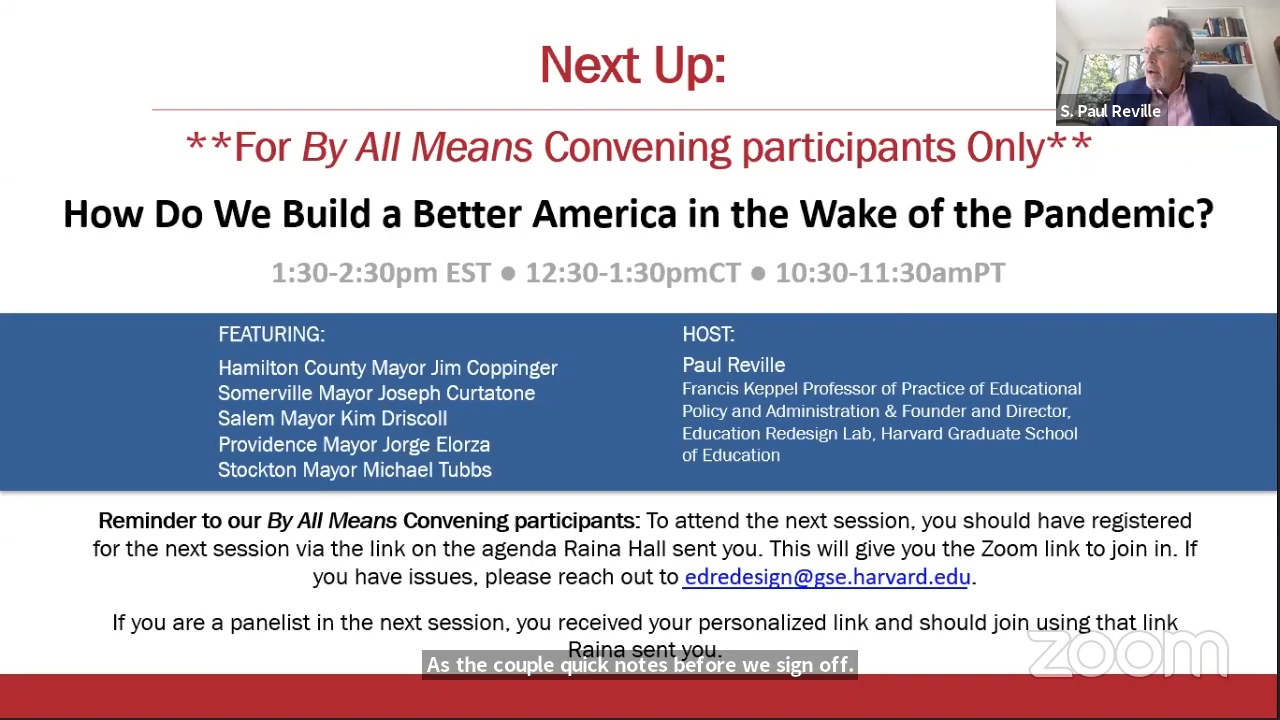 Next Up:
S. Paul Reville
**For By All Means Convening participants Only**
How Do We Build a Better America in the Wake of the Pandemic?
1:30-2:30pm EST ● 12:30-1:30pmCT ● 10:30-11:30amPT
FEATURING:
Hamilton County Mayor Jim Coppinger
Somerville Mayor Joseph Curtatone
Salem Mayor Kim Driscoll
Providence Mayor Jorge Elorza
Stockton Mayor Michael Tubbs
HOST:
Paul Reville
Francis Keppel Professor of Practice of Educational
Policy and Administration & Founder and Director,
Education Redesign Lab, Harvard Graduate School
of Education
Reminder to our By All Means Convening participants: To attend the next session, you should have registered
for the next session via the link on the agenda Raina Hall sent you. This will give you the Zoom link to join in. If
you have issues, please reach out to edredesign@gse.harvard.edu.
If you are a panelist in the next session, you received your personalized link and should join using that link
Raina sent you.
As the couple quick notes before we sign off.
zoom